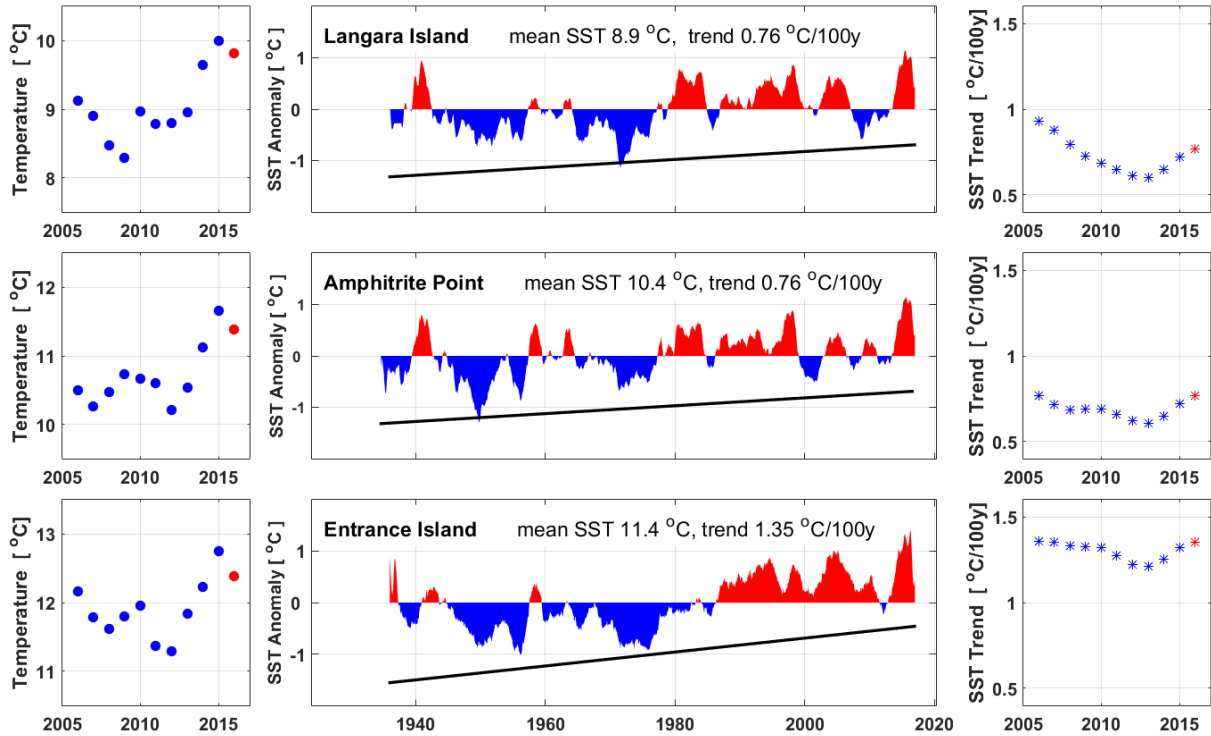 Temperature [ °C]
10
9
8
2005 2010 2015
SST Anomaly [ °C ]
1
0
-1
Langara Island mean SST 8.9 °C, trend 0.76 °C/100y
SST Trend [ °C/100y]
1.5
1
0.5
2005 2010 2015
Temperature [ °C]
12
11
10
2005 2010 2015
SST Anomaly [ °C ]
1
0
-1
Amphitrite Point mean SST 10.4 °C, trend 0.76 °C/100y
SST Trend [ °C/100y]
1.5
1
0.5
2005 2010 2015
Temperature [ °C]
13
12
11
2005 2010 2015
SST Anomaly [ °C ]
1
0
-1
Entrance Island mean SST 11.4 °C, trend 1.35 °C/100y
1940 1960 1980 2000 2020
SST Trend [ °C/100y]
1.5
1
0.5
2005 2010 2015